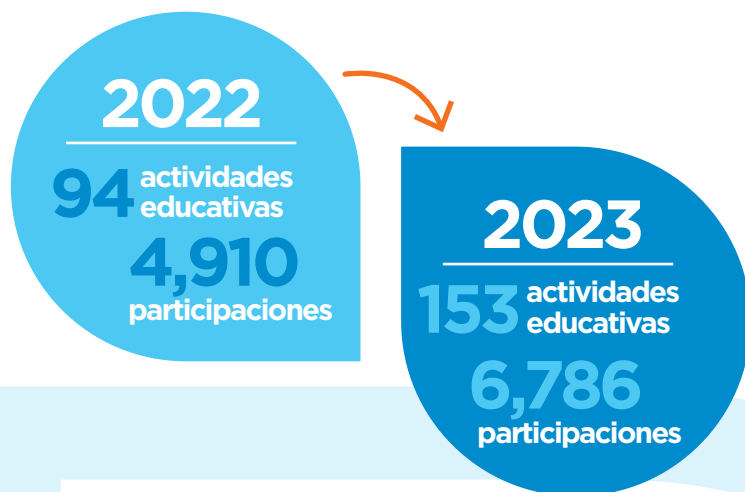 2022
94 actividades
educativas
4,910
participaciones
2023
153 actividades
educativas
6,786
participaciones